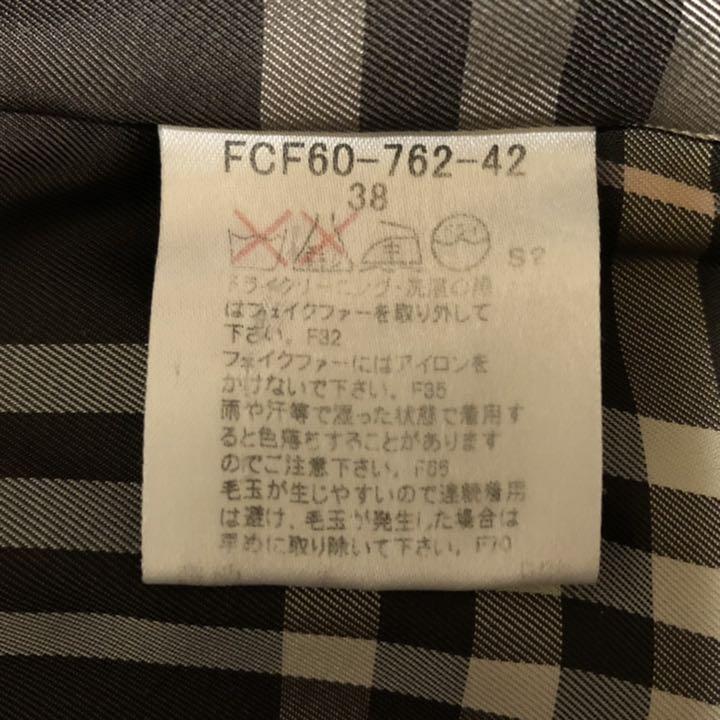 FCF60-762-42
38
ドライクリーニング・洗濯の際
はフェイクファーを取り外して
下さい。F32
フェイクファーにはアイロンを
かけないで下さい。F35
雨や汗等で湿った状態で着用す
ると色落ちすることがあります
のでご注意下さい。F66
毛玉が生じやすいので連続着用
は避け、毛玉が発生した場合は
早めに取り除いて下さい。F70